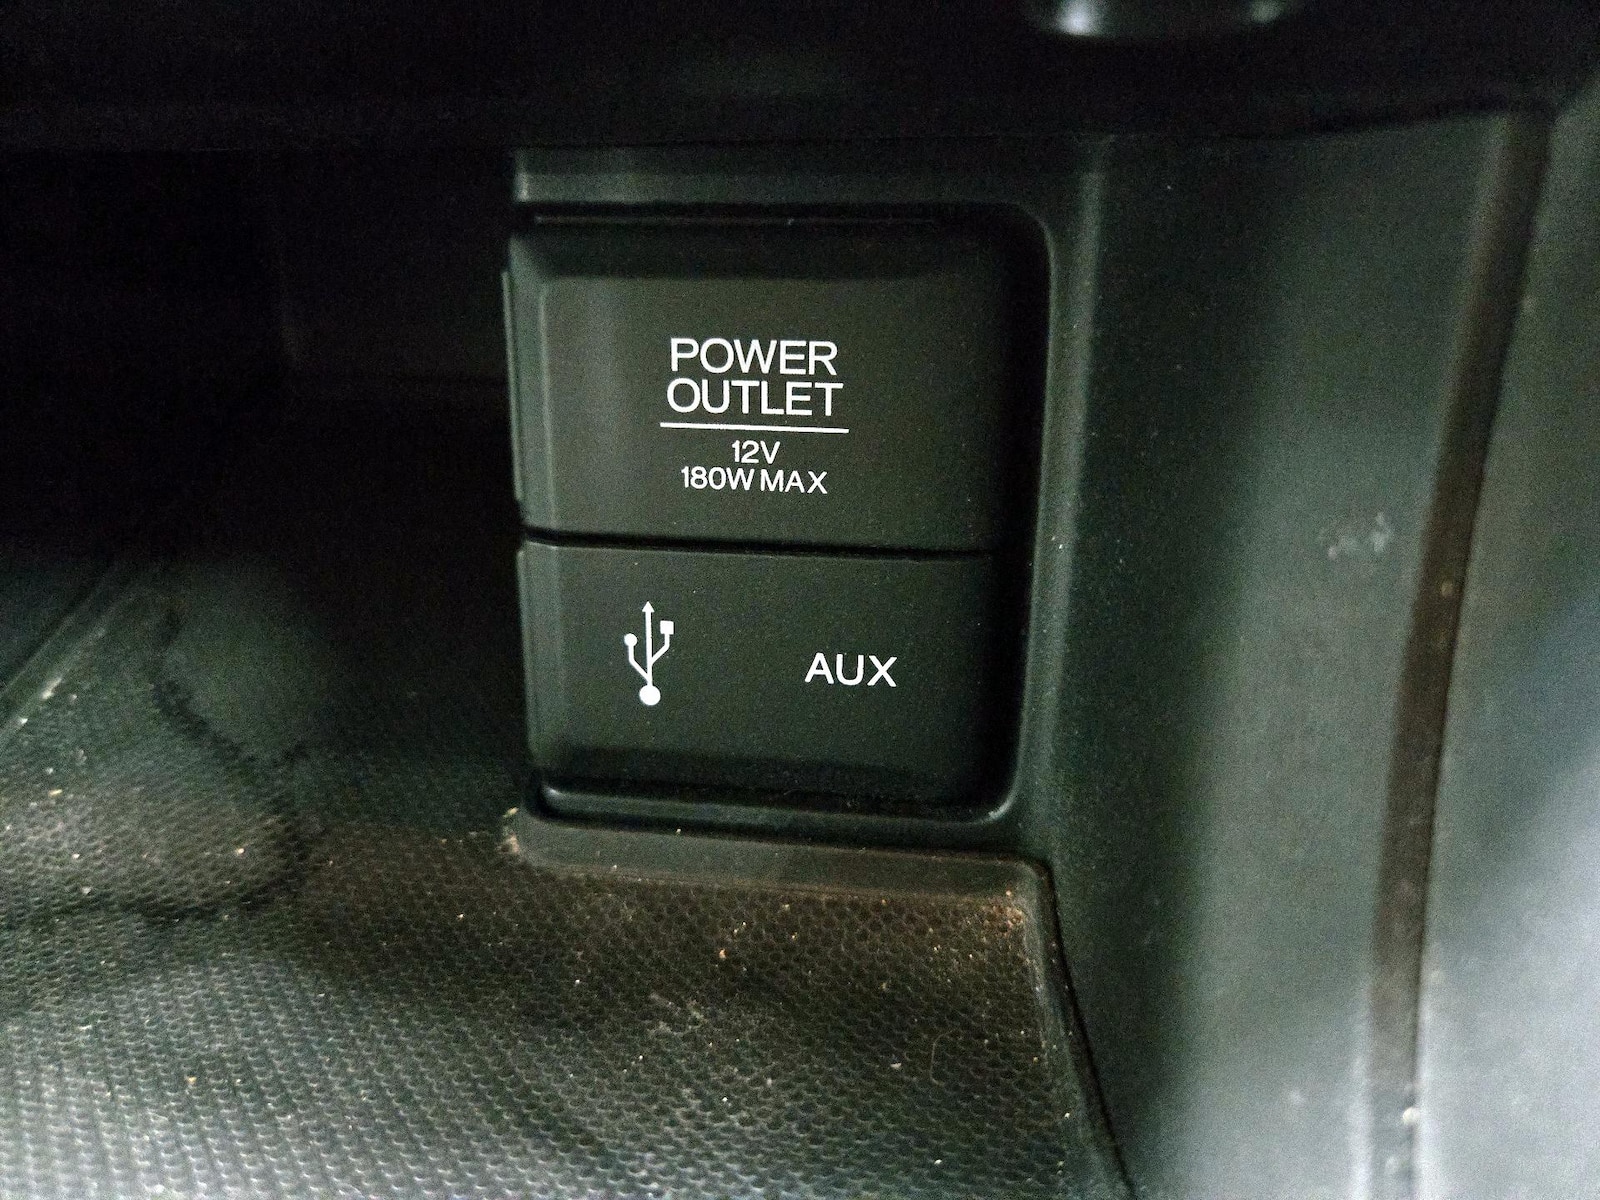 POWER
OUTLET
12V
180W MAX
AUX